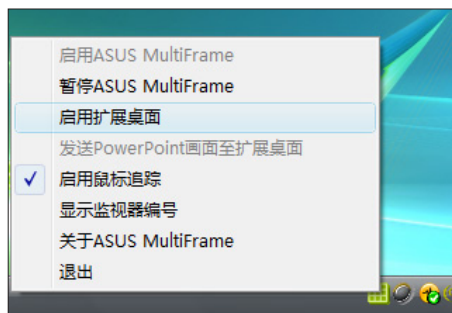 启用ASUS MultiFrame
暂停ASUS MultiFrame
启用扩展桌面
发送PowerPoint画面至扩展桌面
启用鼠标追踪
显示监视器编号
关于ASUS MultiFrame
退出